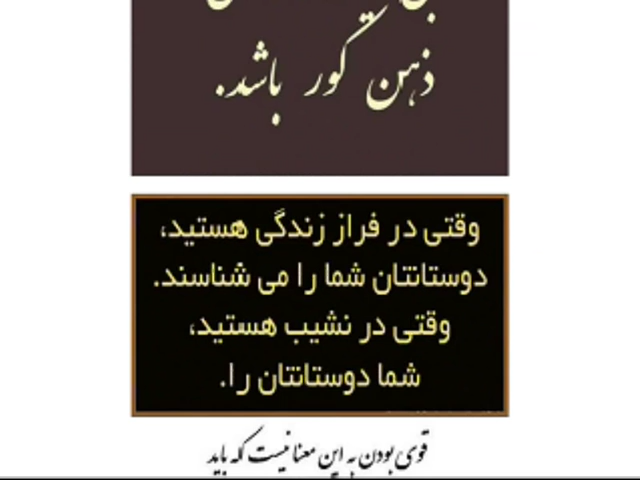 ذهن کور باشد.
وقتی در فراز زندگی هستید،
دوستانتان شما را می شناسند.
وقتی در نشیب هستید،
شما دوستانتان را.
قوی بودن به این معنا نیست که باید